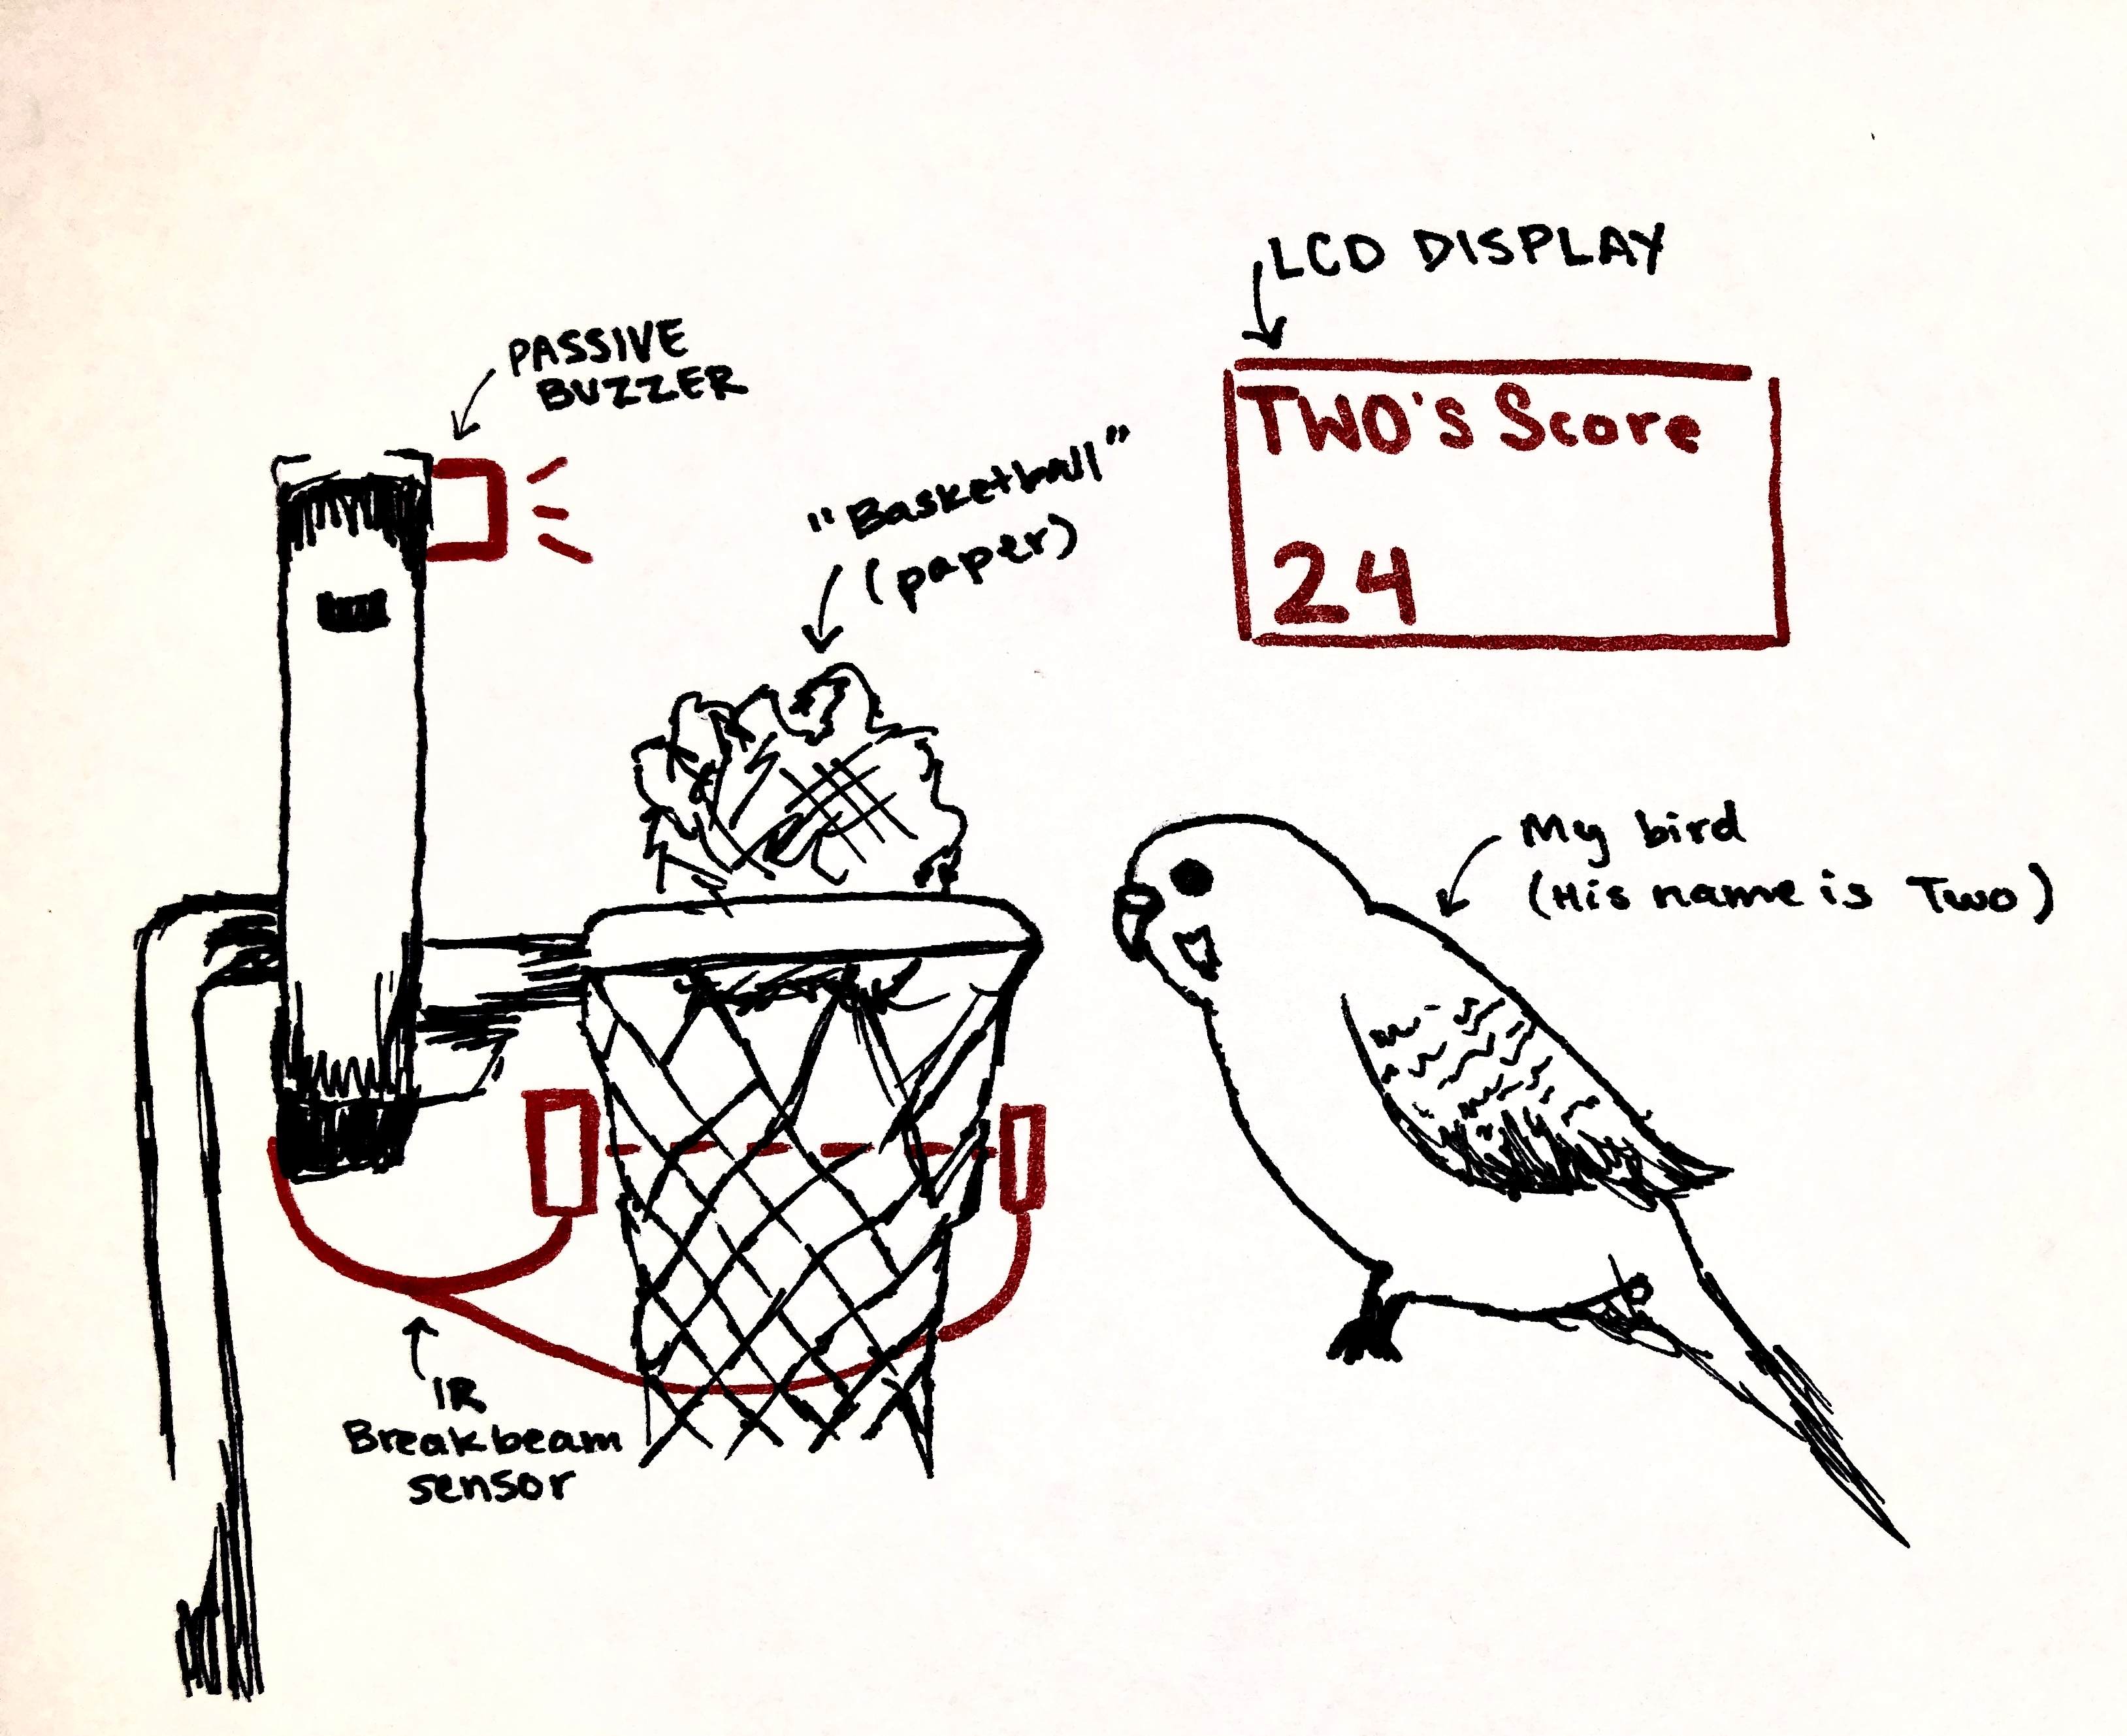 LCD DISPLAY
PASSIVE
BUZZER
TWO'S Score
24
"Basketball"
(paper)
My bird
(His name is Two)
IR
Breakbeam
sensor